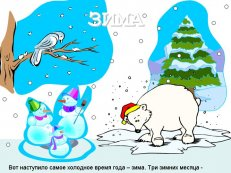 ЗИМА
Вот наступило самое холодное время года – зима. Три зимних месяца -